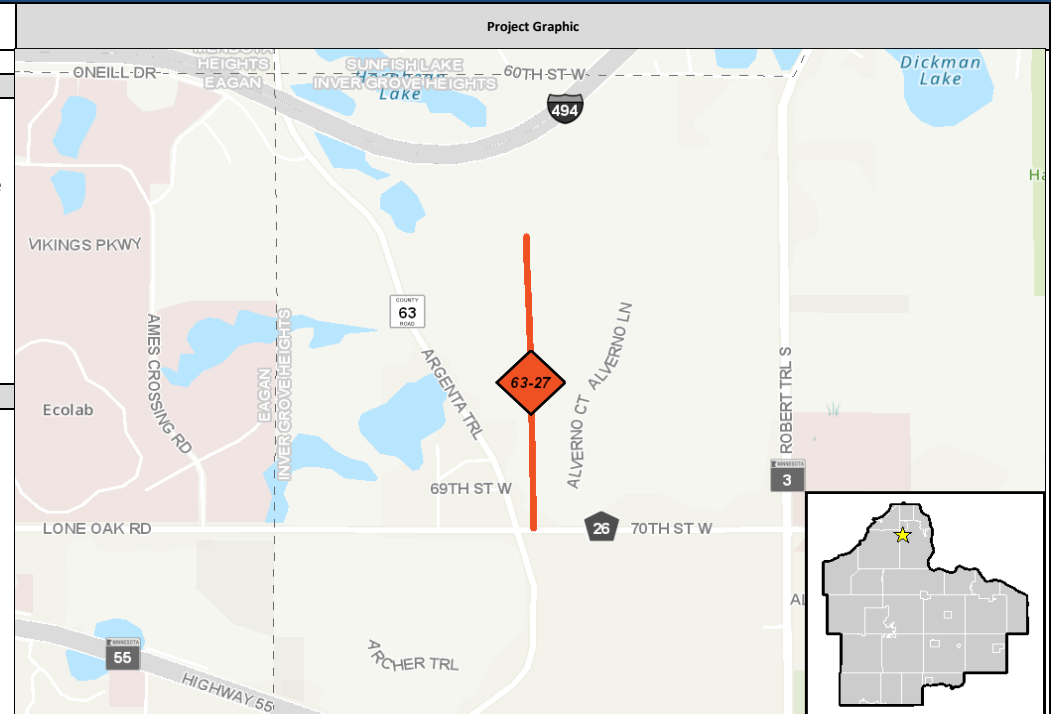 Project Graphic
MENDOTA
HEIGHTS
EAGAN
ONEILL DR
SUNFISH LAKE
INVER GROVE HEIGHTS
Lake
60TH ST W
Dickman
Lake
494
VIKINGS PKWY
COUNTY
63
ROAD
AMES CROSSING RD
EAGAN
INVER GROVE HEIGHTS
ARGENTA TRL
63-27
ALVERNO LN
ALVERNO CT
ROBERT TRL S
Ecolab
MINNESOTA
3
69TH ST W
LONE OAK RD
26
70TH ST W
MINNESOTA
55
HIGHWAY 55
ARCHER TRL